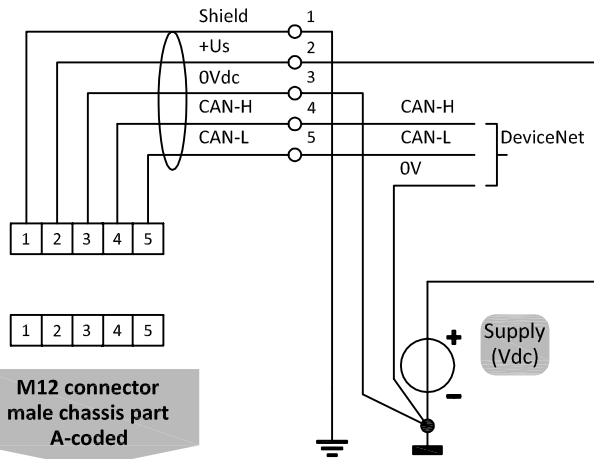 Shield 1
+Us 2
0Vdc 3
CAN-H 4 CAN-H
CAN-L 5 CAN-L DeviceNet
0V
1 2 3 4 5
1 2 3 4 5
+ Supply
(Vdc)
−
M12 connector
male chassis part
A-coded